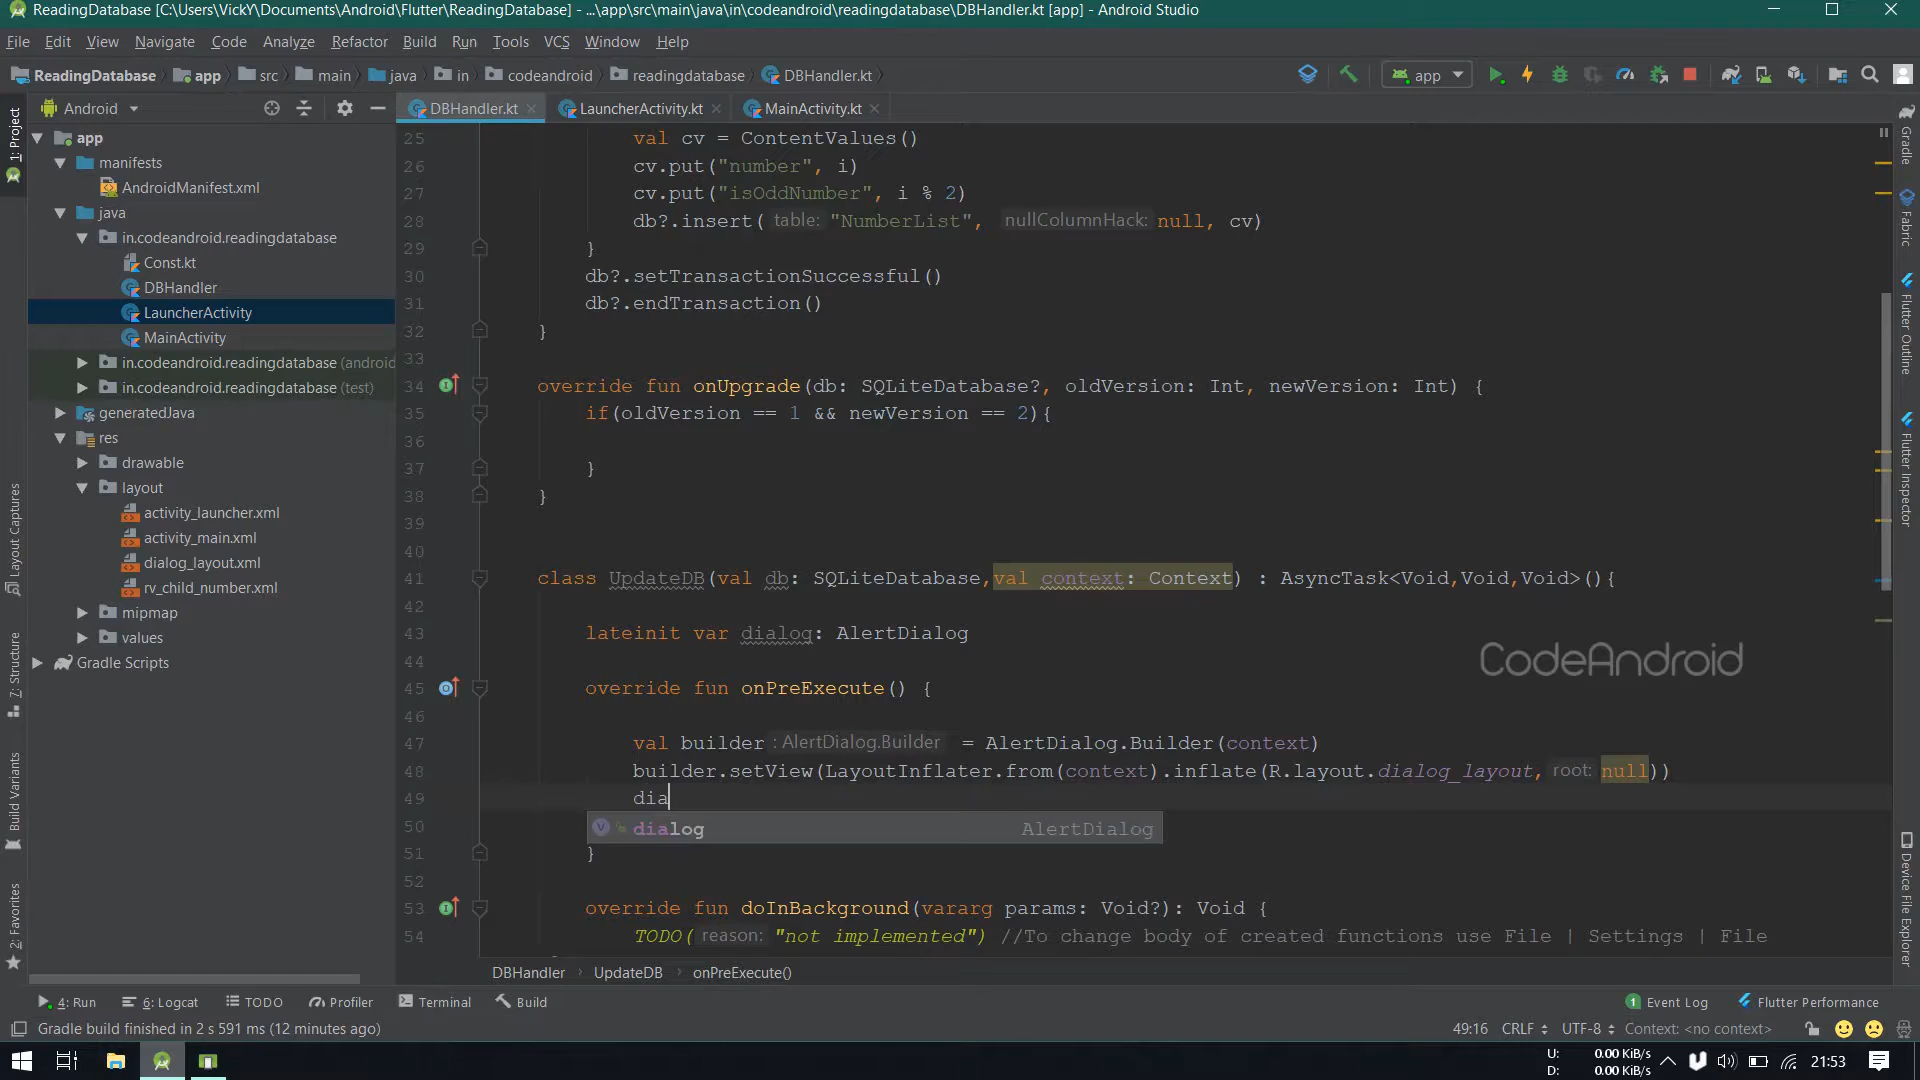 ReadingDatabase [C:\Users\VickY\Documents\Android\Flutter\ReadingDatabase] - ...\app\src\main\java\in\codeandroid\readingdatabase\DBHandler.kt [app] - Android Studio
File Edit View Navigate Code Analyze Refactor Build Run Tools VCS Window Help
ReadingDatabase app src main java in codeandroid readingdatabase DBHandler.kt app
Android DBHandler.kt LauncherActivity.kt MainActivity.kt
1: Project
Layout Captures
7: Structure
Build Variants
2: Favorites
app
manifests
AndroidManifest.xml
java
in.codeandroid.readingdatabase
Const.kt
DBHandler
LauncherActivity
MainActivity
in.codeandroid.readingdatabase (androi
in.codeandroid.readingdatabase (test)
generatedJava
res
drawable
layout
activity_launcher.xml
activity_main.xml
dialog_layout.xml
rv_child_number.xml
mipmap
values
Gradle Scripts
25 val cv = ContentValues()
26 cv.put("number", i)
27 cv.put("isOddNumber", i % 2)
28 db?.insert( table: "NumberList", nullColumnHack: null, cv)
29 }
30 db?.setTransactionSuccessful()
31 db?.endTransaction()
32 }
33
34 override fun onUpgrade(db: SQLiteDatabase?, oldVersion: Int, newVersion: Int) {
35 if(oldVersion == 1 && newVersion == 2){
36
37 }
38 }
39
40
41 class UpdateDB(val db: SQLiteDatabase,val context: Context) : AsyncTask<Void,Void,Void>(){
42
43 lateinit var dialog: AlertDialog
44
45 override fun onPreExecute() {
46
47 val builder : AlertDialog.Builder = AlertDialog.Builder(context)
48 builder.setView(LayoutInflater.from(context).inflate(R.layout.dialog_layout, root: null))
49 dia
50 dialog AlertDialog
51 }
52
53 override fun doInBackground(vararg params: Void?): Void {
54 TODO( reason: "not implemented") //To change body of created functions use File | Settings | File
CodeAndroid
DBHandler › UpdateDB › onPreExecute()
Gradle
Fabric
Flutter Outline
Flutter Inspector
Device File Explorer
4: Run 6: Logcat TODO Profiler Terminal Build 1 Event Log Flutter Performance
Gradle build finished in 2 s 591 ms (12 minutes ago) 49:16 CRLF UTF-8 Context: <no context>
U: 0.00 KiB/s
D: 0.00 KiB/s
21:53